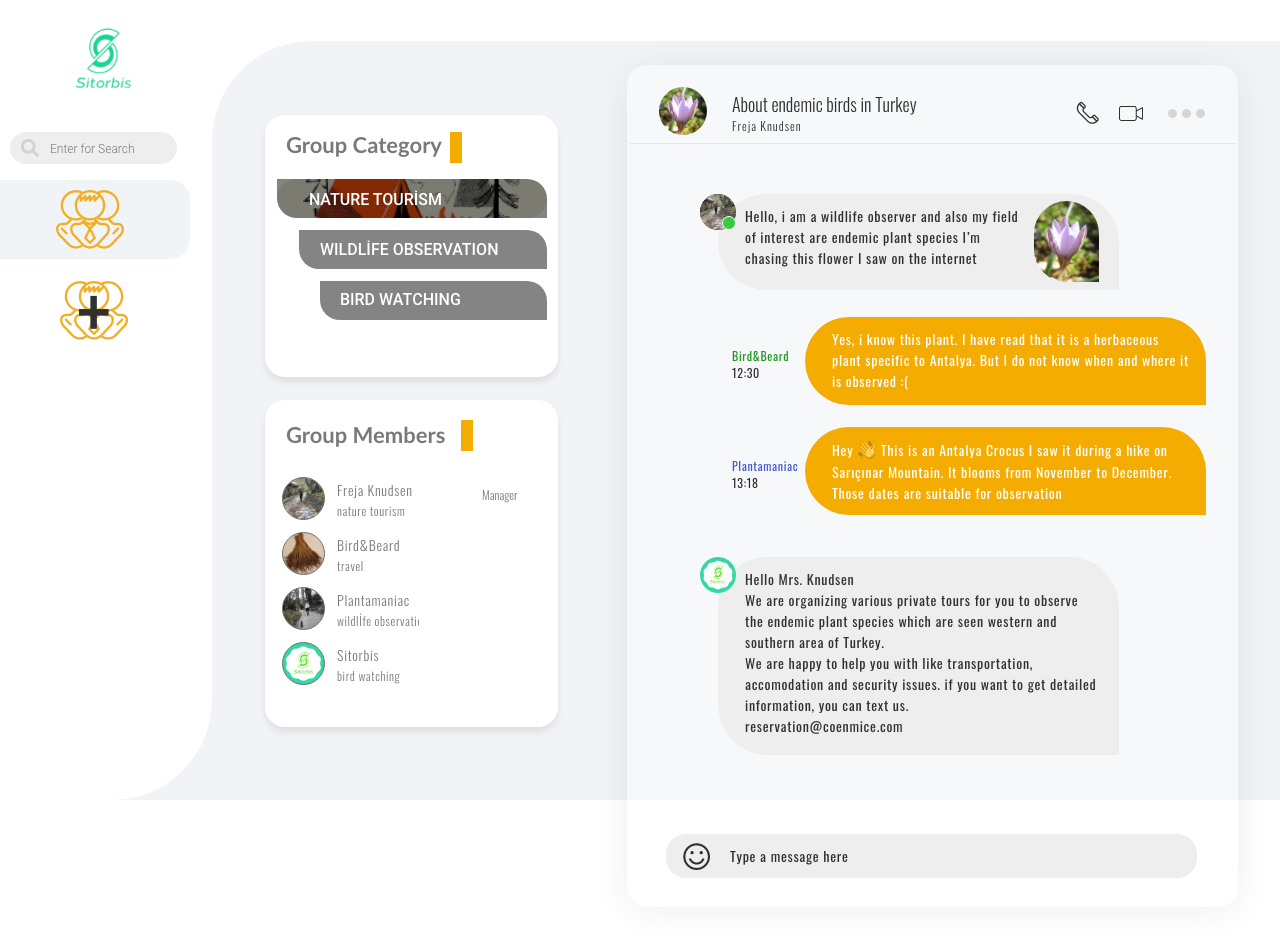 Sitorbis
Enter for Search
Group Category
NATURE TOURİSM
WILDLİFE OBSERVATION
BIRD WATCHING
Group Members
Freja Knudsen
nature tourism
Manager
Bird&Beard
travel
Plantamaniac
wildlİfe observati
Sitorbis
bird watching
About endemic birds in Turkey
Freja Knudsen
Hello, i am a wildlife observer and also my field
of interest are endemic plant species I'm
chasing this flower I saw on the internet
Bird&Beard
12:30
Yes, i know this plant. I have read that it is a herbaceous
plant specific to Antalya. But I do not know when and where it
is observed :(
Plantamaniac
13:18
Hey 👋 This is an Antalya Crocus I saw it during a hike on
Sarıçınar Mountain. It blooms from November to December.
Those dates are suitable for observation
Hello Mrs. Knudsen
We are organizing various private tours for you to observe
the endemic plant species which are seen western and
southern area of Turkey.
We are happy to help you with like transportation,
accomodation and security issues. if you want to get detailed
information, you can text us.
reservation@coenmice.com
Type a message here